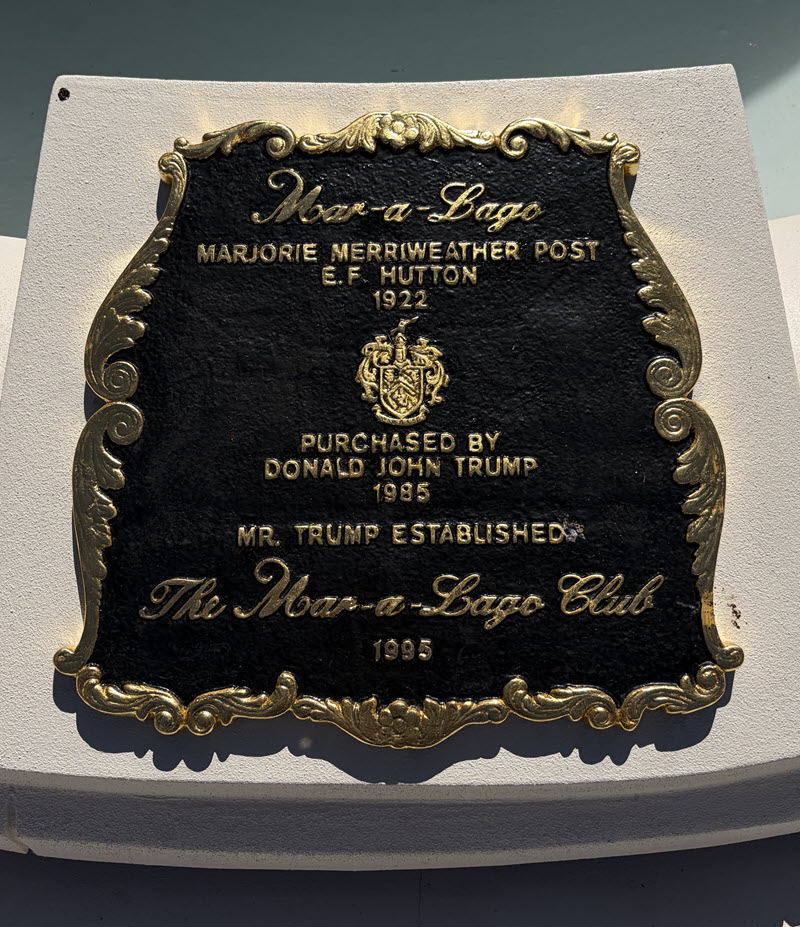 Mar-a-Lago
MARJORIE MERRIWEATHER POST
E.F. HUTTON
1922
PURCHASED BY
DONALD JOHN TRUMP
1985
MR. TRUMP ESTABLISHED
The Mar-a-Lago Club
1995